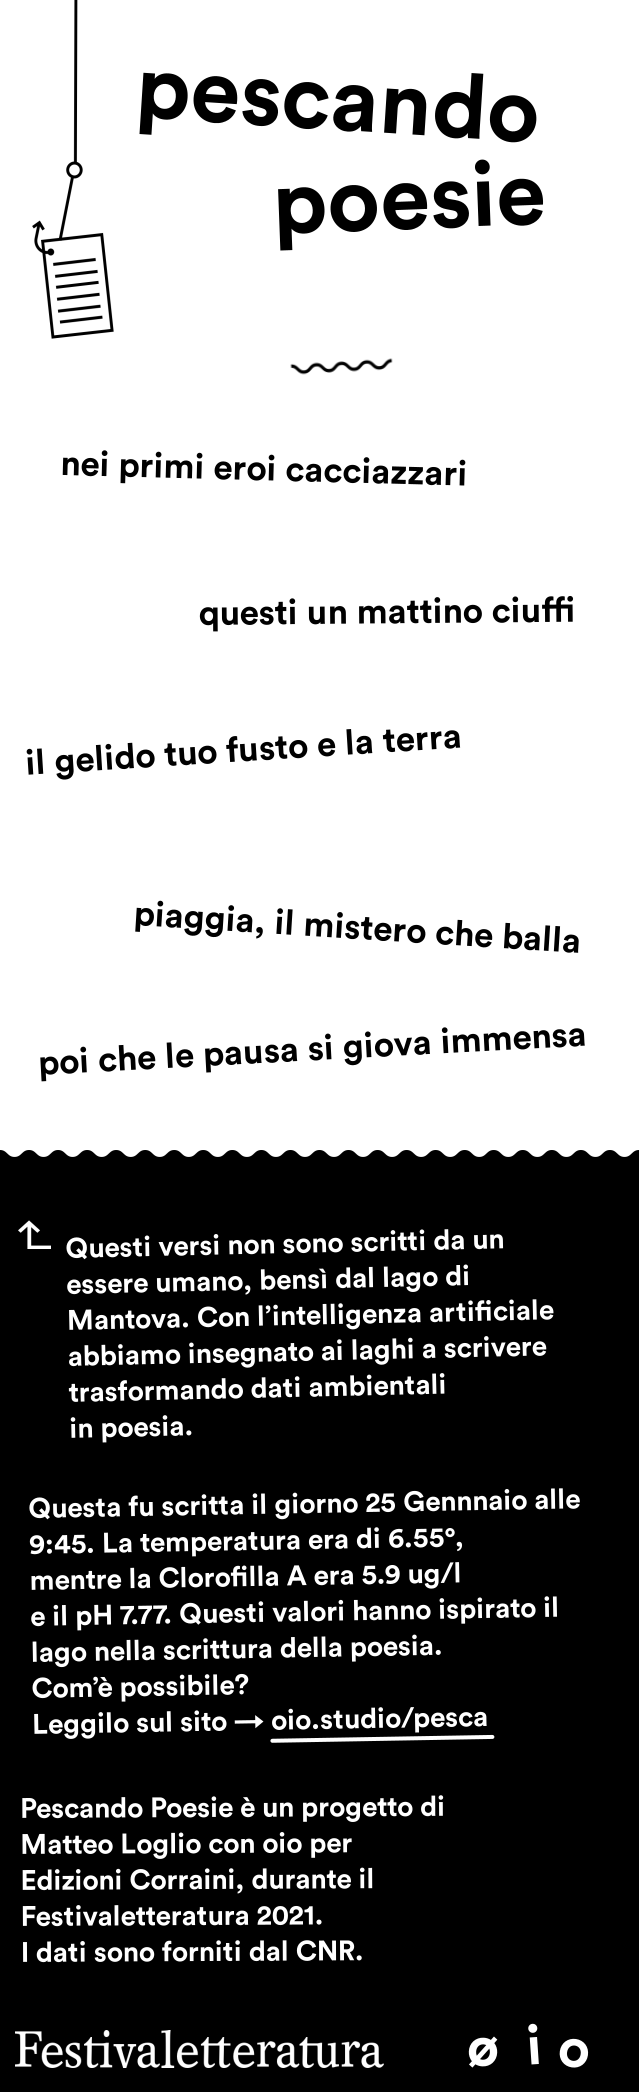 pescando
poesie
nei primi eroi cacciazzari
questi un mattino ciuffi
il gelido tuo fusto e la terra
piaggia, il mistero che balla
poi che le pausa si giova immensa
Questi versi non sono scritti da un
essere umano, bensì dal lago di
Mantova. Con l’intelligenza artificiale
abbiamo insegnato ai laghi a scrivere
trasformando dati ambientali
in poesia.
Questa fu scritta il giorno 25 Gennnaio alle
9:45. La temperatura era di 6.55°,
mentre la Clorofilla A era 5.9 ug/l
e il pH 7.77. Questi valori hanno ispirato il
lago nella scrittura della poesia.
Com’è possibile?
Leggilo sul sito → oio.studio/pesca
Pescando Poesie è un progetto di
Matteo Loglio con oio per
Edizioni Corraini, durante il
Festivaletteratura 2021.
I dati sono forniti dal CNR.
Festivaletteratura ø i o